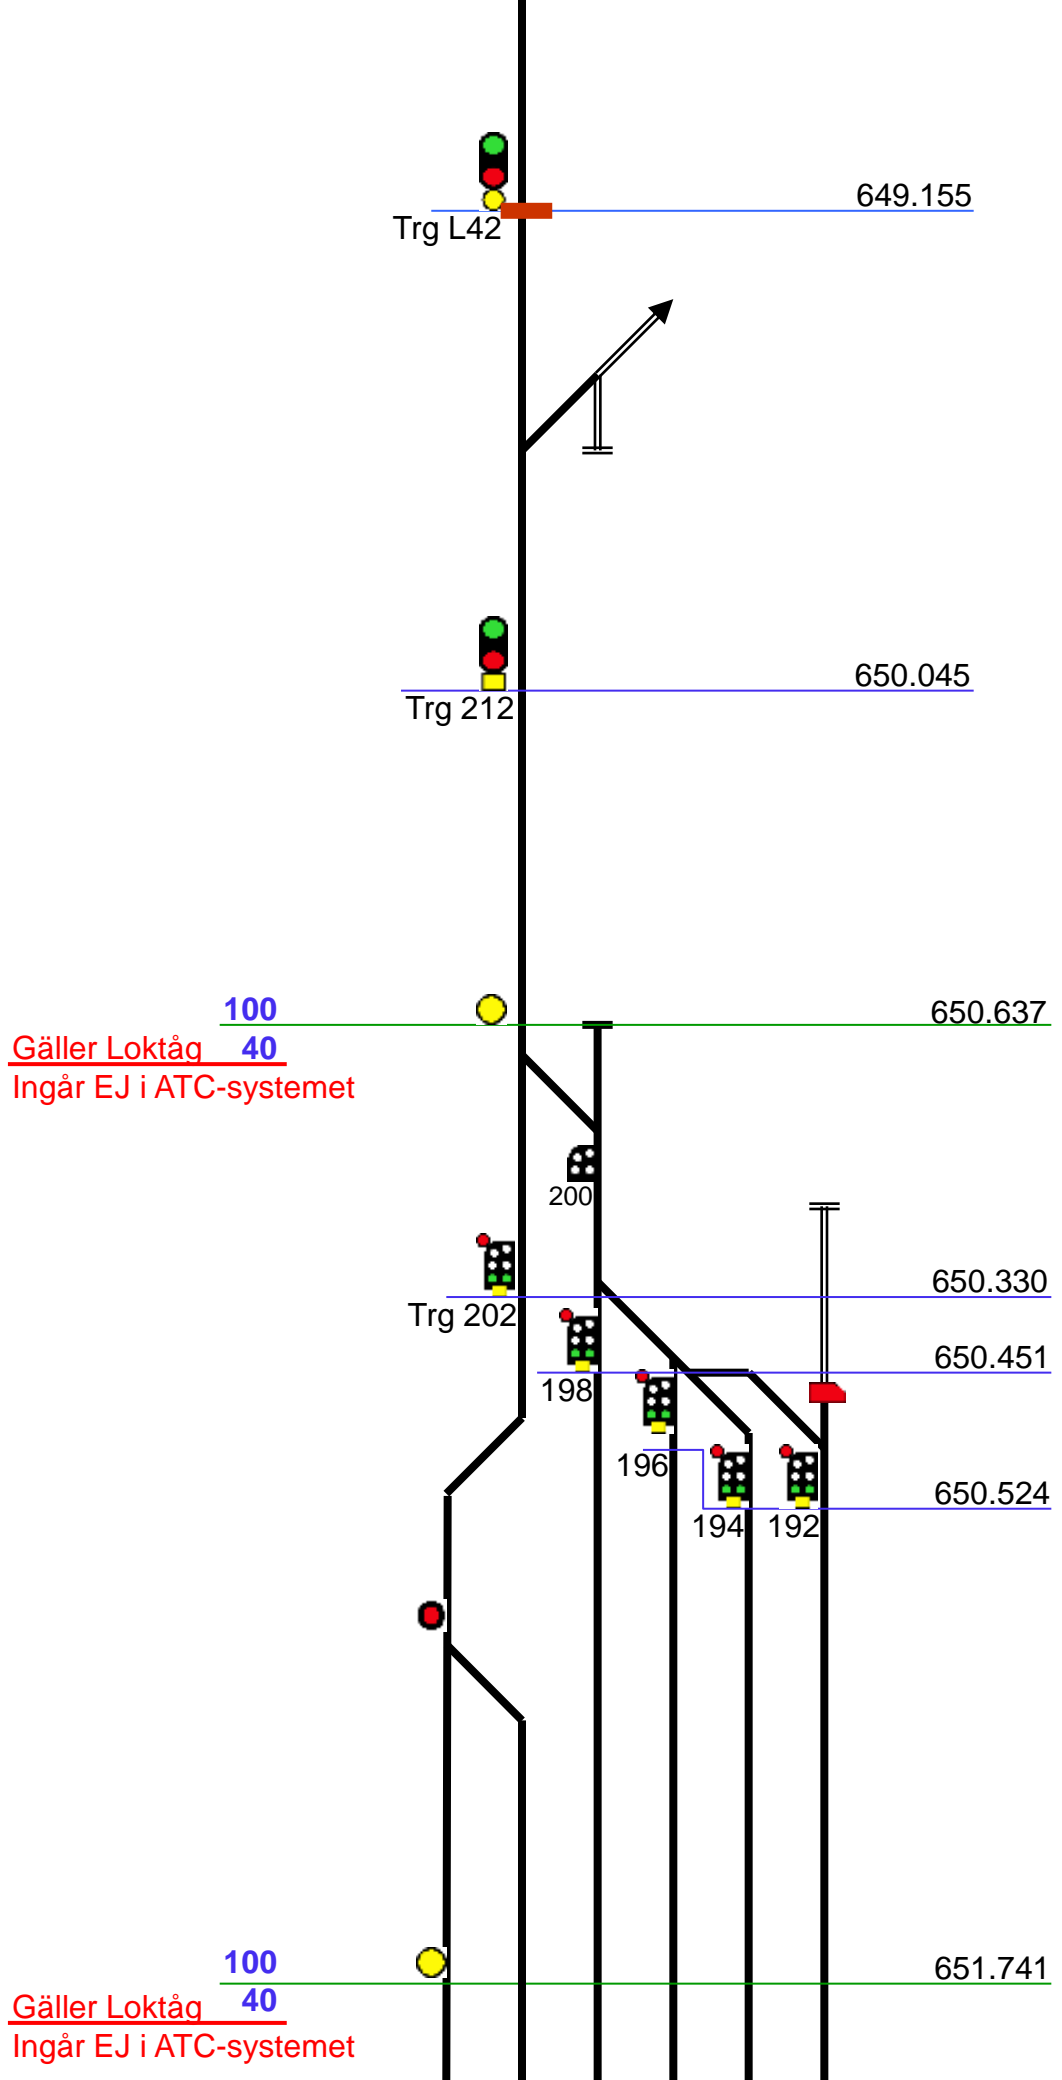 649.155
Trg L42
650.045
Trg 212
100
650.637
Gäller Loktåg 40
Ingår EJ i ATC-systemet
200
650.330
Trg 202
650.451
198
196
650.524
194
192
100
651.741
Gäller Loktåg 40
Ingår EJ i ATC-systemet